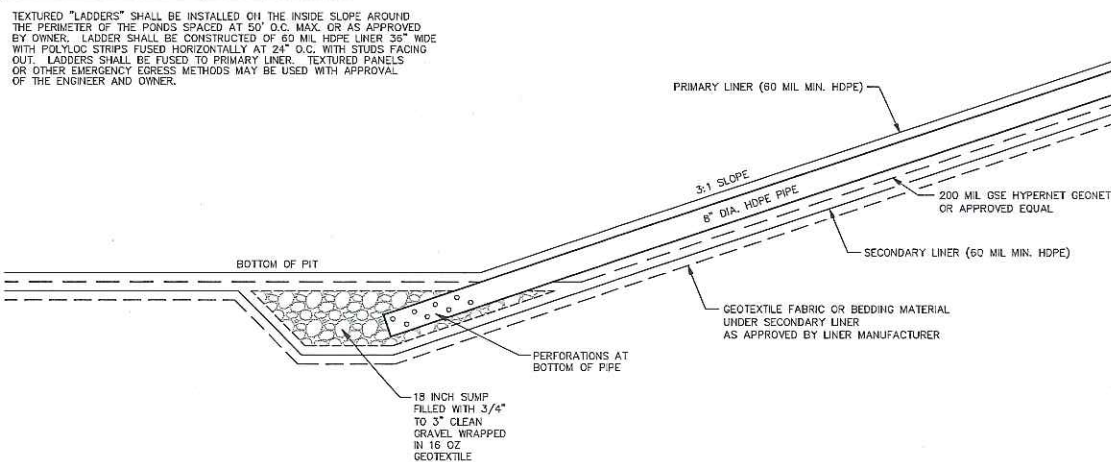 TEXTURED "LADDERS" SHALL BE INSTALLED ON THE INSIDE SLOPE AROUND
THE PERIMETER OF THE PONDS SPACED AT 50' O.C. MAX. OR AS APPROVED
BY OWNER. LADDER SHALL BE CONSTRUCTED OF 60 MIL HDPE LINER 36" WIDE
WITH POLYLOC STRIPS FUSED HORIZONTALLY AT 24" O.C. WITH STUDS FACING
OUT. LADDERS SHALL BE FUSED TO PRIMARY LINER. TEXTURED PANELS
OR OTHER EMERGENCY EGRESS METHODS MAY BE USED WITH APPROVAL
OF THE ENGINEER AND OWNER.
PRIMARY LINER (60 MIL MIN. HDPE)
3:1 SLOPE
8" DIA. HDPE PIPE
200 MIL GSE HYPERNET GEONET
OR APPROVED EQUAL
SECONDARY LINER (60 MIL MIN. HDPE)
BOTTOM OF PIT
GEOTEXTILE FABRIC OR BEDDING MATERIAL
UNDER SECONDARY LINER
AS APPROVED BY LINER MANUFACTURER
PERFORATIONS AT
BOTTOM OF PIPE
18 INCH SUMP
FILLED WITH 3/4"
TO 3" CLEAN
GRAVEL WRAPPED
IN 16 OZ
GEOTEXTILE